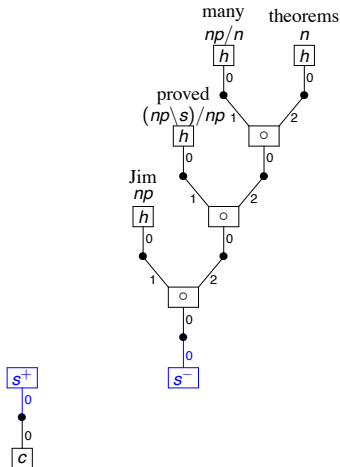 many theorems
np/n n
h h
0 0
proved
(np\s)/np
1 2
h ○
0 0
Jim
np
1 2
h ○
0 0
1 2
○
0
0
s⁺ s⁻
0
0
c